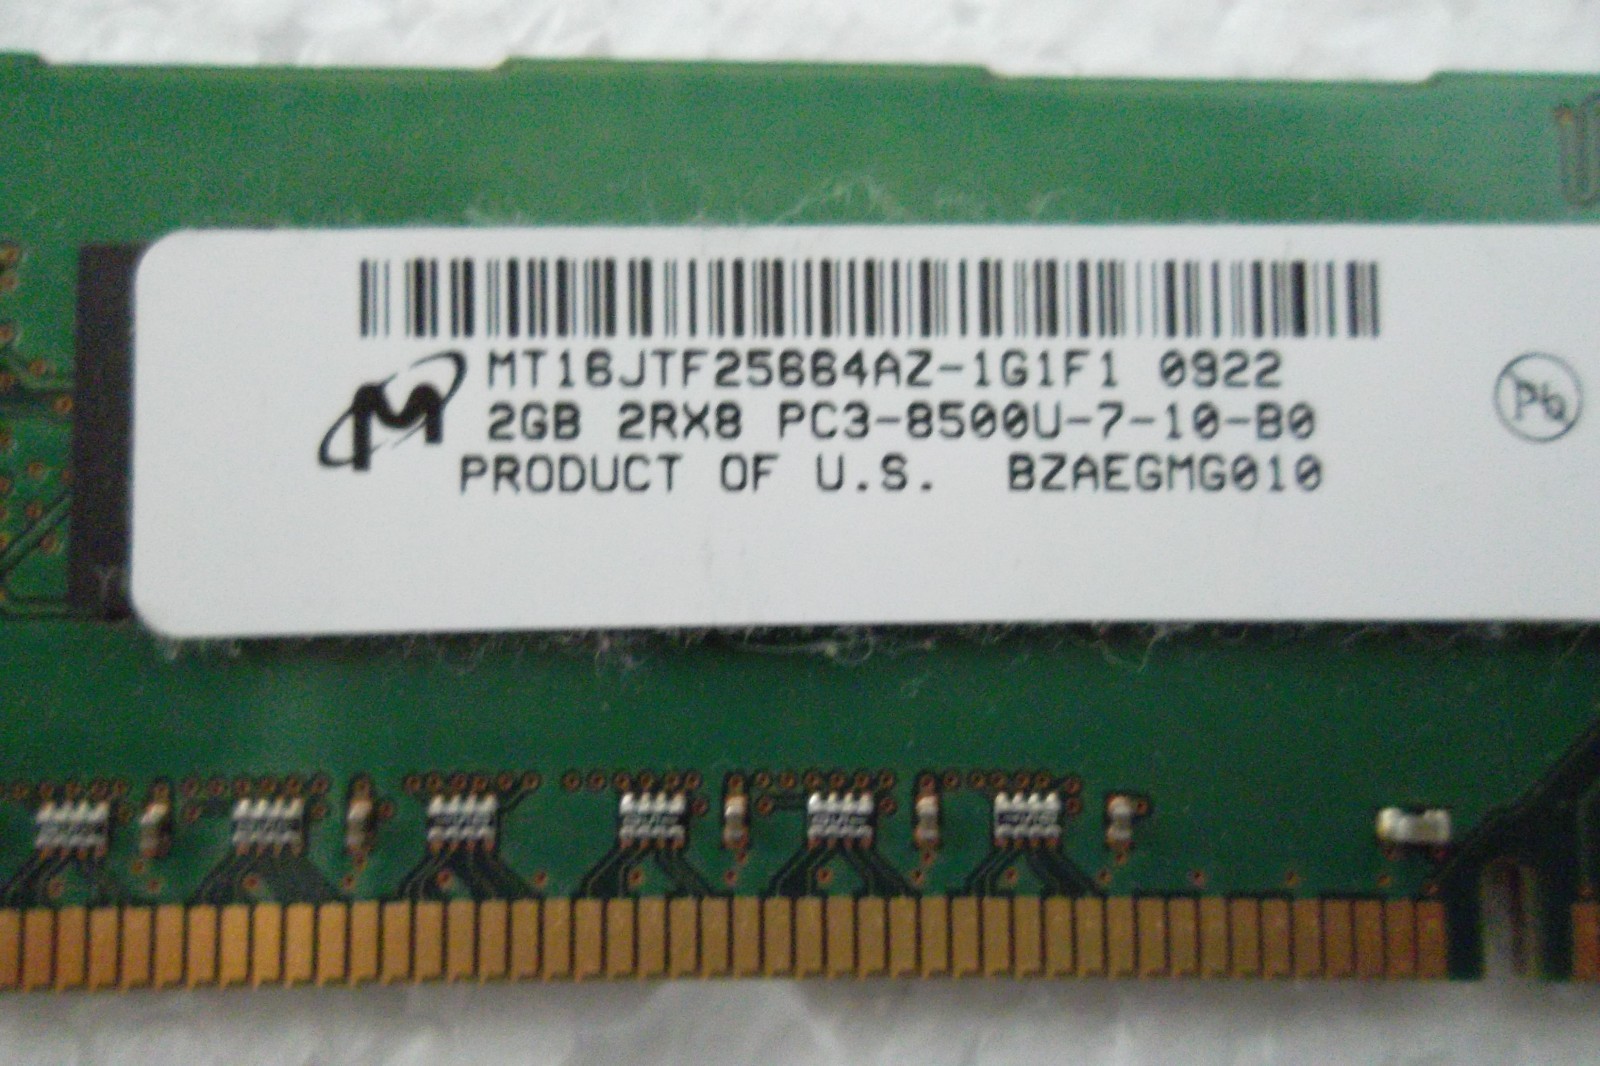 MT16JTF25664AZ-1G1F1 0922
2GB 2RX8 PC3-8500U-7-10-B0
PRODUCT OF U.S. BZAEGMG010
Pb